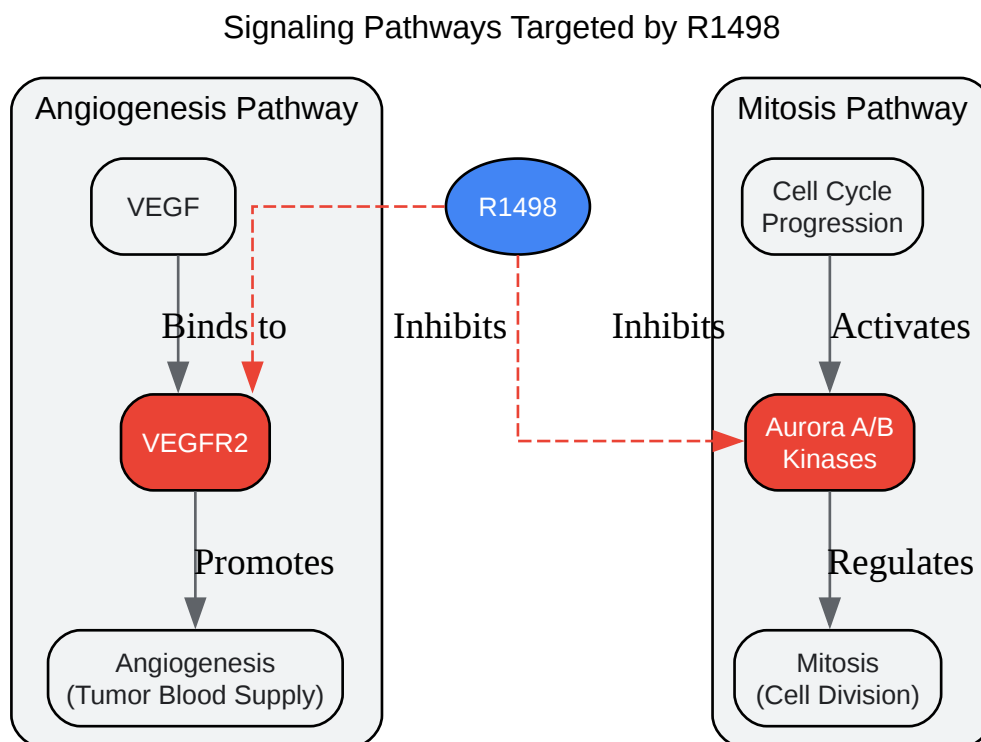 Signaling Pathways Targeted by R1498
Angiogenesis Pathway
Mitosis Pathway
VEGF
R1498
Cell Cycle
Progression
Binds to
Inhibits
Inhibits
Activates
VEGFR2
Aurora A/B
Kinases
Promotes
Regulates
Angiogenesis
(Tumor Blood Supply)
Mitosis
(Cell Division)